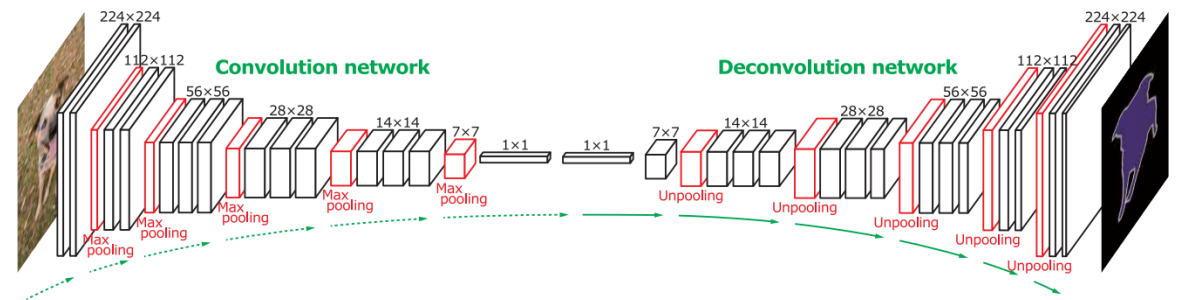 224×224
112×112
56×56
28×28
14×14
7×7
1×1
1×1
7×7
14×14
28×28
56×56
112×112
224×224
Convolution network
Deconvolution network
Max
pooling
Max
pooling
Max
pooling
Max
pooling
Max
pooling
Unpooling
Unpooling
Unpooling
Unpooling
Unpooling